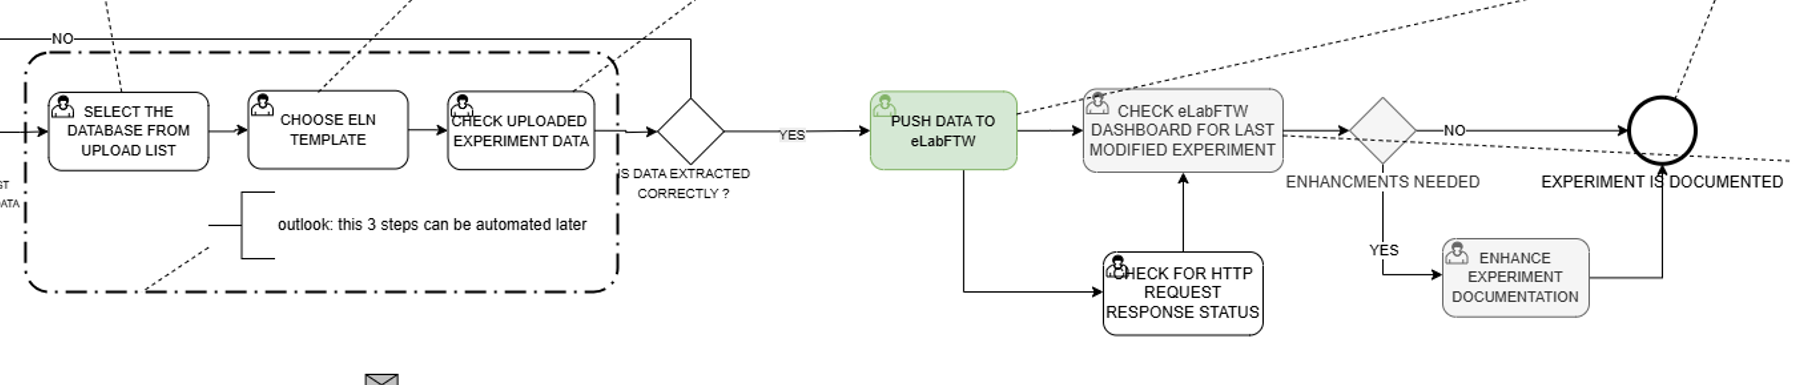 NO
SELECT THE
DATABASE FROM
UPLOAD LIST
CHOOSE ELN
TEMPLATE
CHECK UPLOADED
EXPERIMENT DATA
IS DATA EXTRACTED
CORRECTLY ?
YES
PUSH DATA TO
eLabFTW
CHECK eLabFTW
DASHBOARD FOR LAST
MODIFIED EXPERIMENT
ENHANCMENTS NEEDED
NO
EXPERIMENT IS DOCUMENTED
outlook: this 3 steps can be automated later
CHECK FOR HTTP
REQUEST
RESPONSE STATUS
YES
ENHANCE
EXPERIMENT
DOCUMENTATION